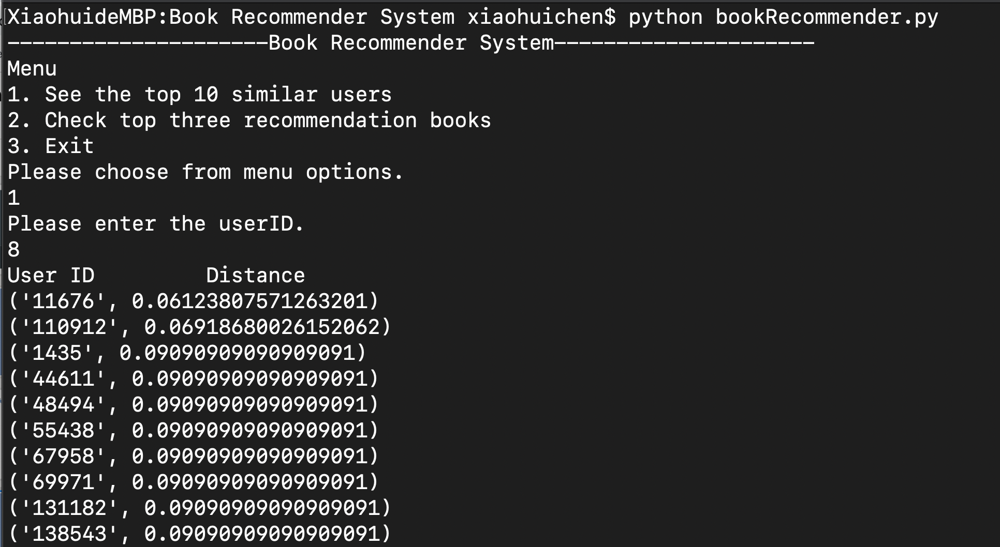 XiaohuideMBP:Book Recommender System xiaohuichen$ python bookRecommender.py
---------------------Book Recommender System---------------------
Menu
1. See the top 10 similar users
2. Check top three recommendation books
3. Exit
Please choose from menu options.
1
Please enter the userID.
8
User ID         Distance
('11676', 0.06123807571263201)
('110912', 0.06918680026152062)
('1435', 0.09090909090909091)
('44611', 0.09090909090909091)
('48494', 0.09090909090909091)
('55438', 0.09090909090909091)
('67958', 0.09090909090909091)
('69971', 0.09090909090909091)
('131182', 0.09090909090909091)
('138543', 0.09090909090909091)